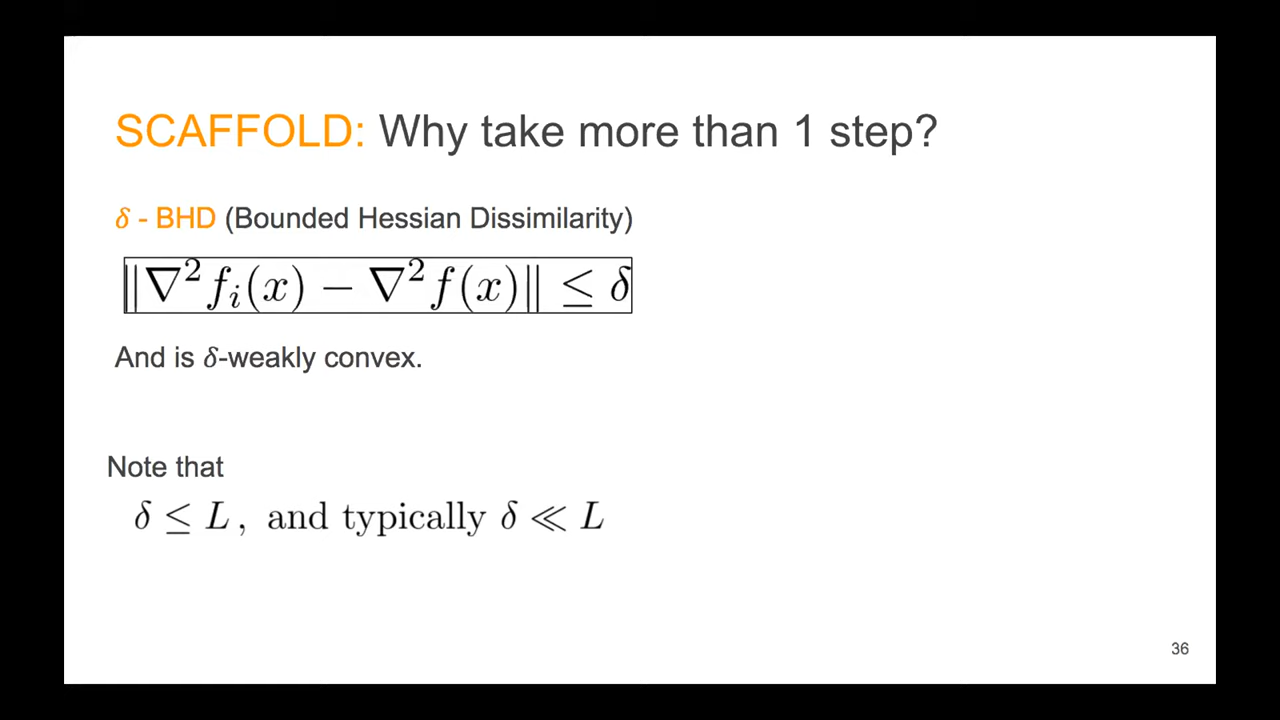 SCAFFOLD: Why take more than 1 step?
δ - BHD (Bounded Hessian Dissimilarity)
‖∇²fᵢ(x) − ∇²f(x)‖ ≤ δ
And is δ-weakly convex.
Note that
δ ≤ L , and typically δ ≪ L
36